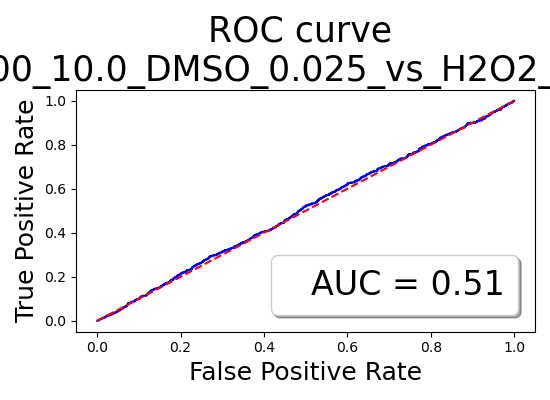 ROC curve
00_10.0_DMSO_0.025_vs_H2O2_
True Positive Rate
1.0
0.8
0.6
0.4
0.2
0.0
AUC = 0.51
0.0 0.2 0.4 0.6 0.8 1.0
False Positive Rate